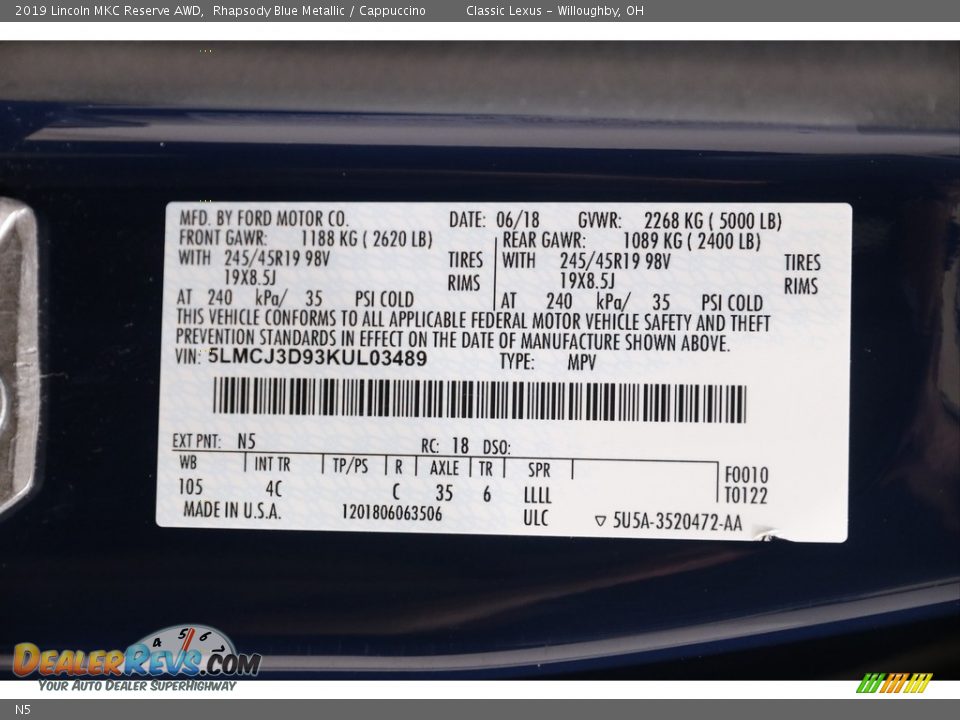 2019 Lincoln MKC Reserve AWD,  Rhapsody Blue Metallic / Cappuccino    Classic Lexus - Willoughby, OH
MFD. BY FORD MOTOR CO.    DATE: 06/18    GVWR: 2268 KG ( 5000 LB)
FRONT GAWR: 1188 KG ( 2620 LB)    REAR GAWR: 1089 KG ( 2400 LB)
WITH 245/45R19 98V TIRES    WITH 245/45R19 98V TIRES
19X8.5J RIMS    19X8.5J RIMS
AT 240 kPa/ 35 PSI COLD    AT 240 kPa/ 35 PSI COLD
THIS VEHICLE CONFORMS TO ALL APPLICABLE FEDERAL MOTOR VEHICLE SAFETY AND THEFT
PREVENTION STANDARDS IN EFFECT ON THE DATE OF MANUFACTURE SHOWN ABOVE.
VIN: 5LMCJ3D93KUL03489    TYPE: MPV
EXT PNT: N5    RC: 18 DSO:
WB INT TR TP/PS R AXLE TR SPR    F0010
105 4C C 35 6 LLLL    T0122
MADE IN U.S.A. 1201806063506 ULC ▽ 5U5A-3520472-AA
4 5 6
DealerRevs.com
Your Auto Dealer SuperHighway
N5